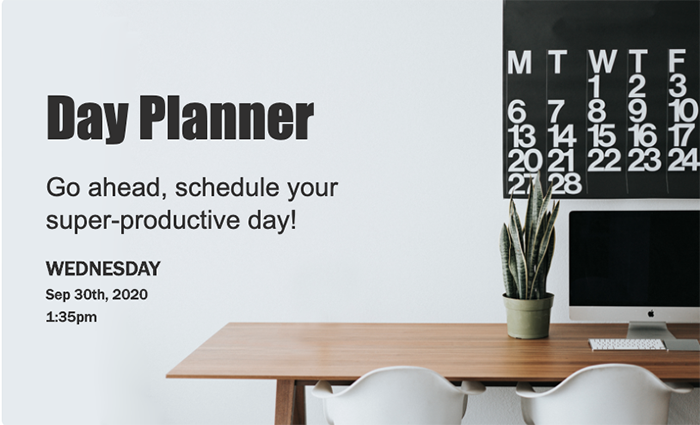 Day Planner
Go ahead, schedule your
super-productive day!
WEDNESDAY
Sep 30th, 2020
1:35pm
M T W T F
1 2 3
6 7 8 9 10
13 14 15 16 17
20 21 22 23 24
27 28